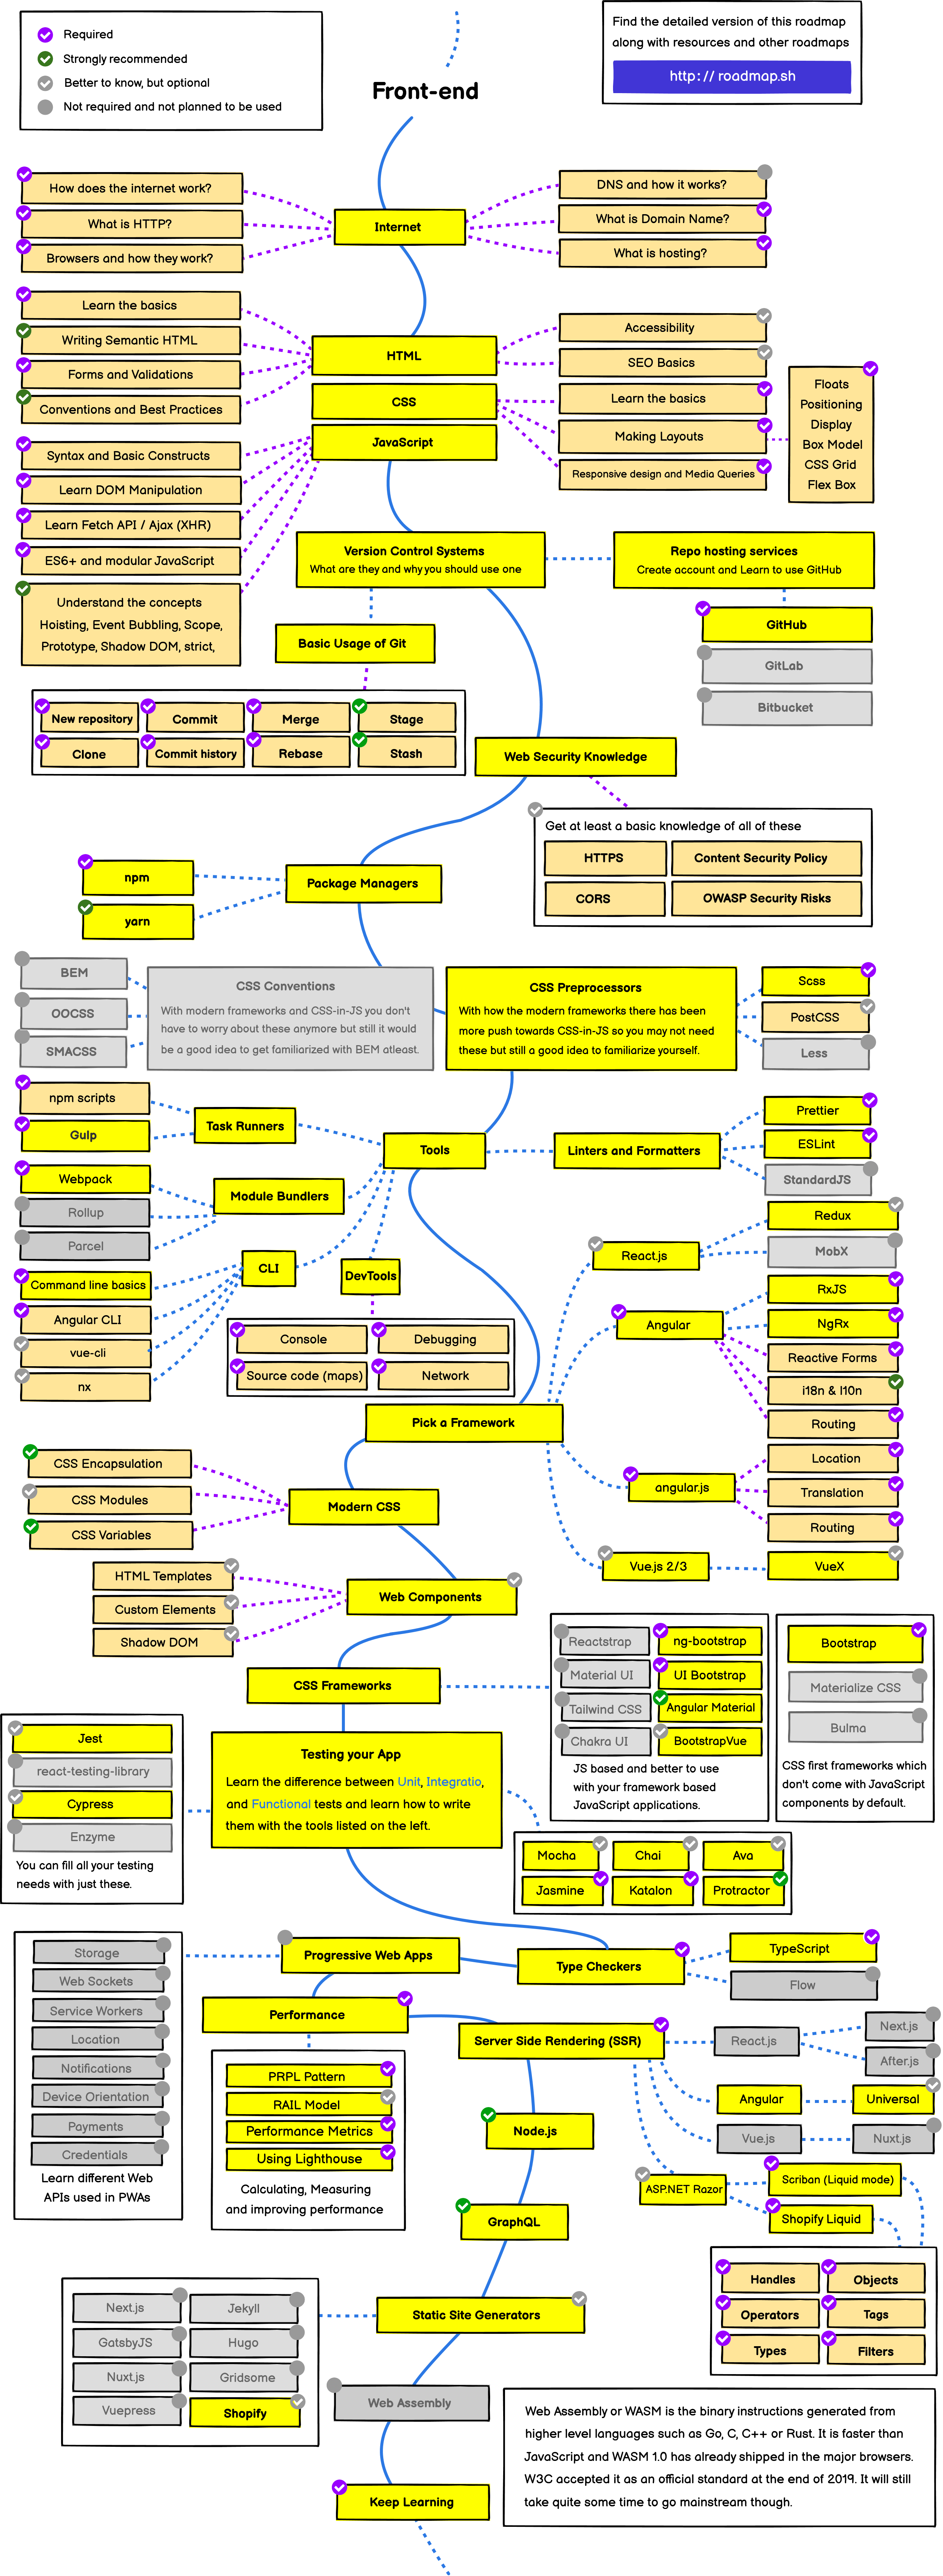 Required
Strongly recommended
Better to know, but optional
Not required and not planned to be used
Find the detailed version of this roadmap
along with resources and other roadmaps
http://roadmap.sh
Front-end
How does the internet work?
What is HTTP?
Browsers and how they work?
Internet
DNS and how it works?
What is Domain Name?
What is hosting?
Learn the basics
Writing Semantic HTML
Forms and Validations
Conventions and Best Practices
HTML
Accessibility
SEO Basics
CSS
Learn the basics
Making Layouts
Responsive design and Media Queries
Floats
Positioning
Display
Box Model
CSS Grid
Flex Box
JavaScript
Syntax and Basic Constructs
Learn DOM Manipulation
Learn Fetch API / Ajax (XHR)
ES6+ and modular JavaScript
Understand the concepts
Hoisting, Event Bubbling, Scope,
Prototype, Shadow DOM, strict,
Version Control Systems
What are they and why you should use one
Repo hosting services
Create account and Learn to use GitHub
GitHub
GitLab
Bitbucket
Basic Usage of Git
New repository
Commit
Merge
Stage
Clone
Commit history
Rebase
Stash
Web Security Knowledge
Get at least a basic knowledge of all of these
HTTPS
Content Security Policy
CORS
OWASP Security Risks
Package Managers
npm
yarn
BEM
OOCSS
SMACSS
CSS Conventions
With modern frameworks and CSS-in-JS you don't
have to worry about these anymore but still it would
be a good idea to get familiarized with BEM atleast.
CSS Preprocessors
With how the modern frameworks there has been
more push towards CSS-in-JS so you may not need
these but still a good idea to familiarize yourself.
Scss
PostCSS
Less
npm scripts
Gulp
Task Runners
Tools
Linters and Formatters
Prettier
ESLint
StandardJS
Webpack
Rollup
Parcel
Module Bundlers
CLI
Command line basics
Angular CLI
vue-cli
nx
DevTools
Console
Debugging
Source code (maps)
Network
Pick a Framework
React.js
Redux
MobX
Angular
RxJS
NgRx
Reactive Forms
i18n & l10n
Routing
angular.js
Location
Translation
Routing
Vue.js 2/3
VueX
CSS Encapsulation
CSS Modules
CSS Variables
Modern CSS
HTML Templates
Custom Elements
Shadow DOM
Web Components
CSS Frameworks
Reactstrap
ng-bootstrap
Material UI
UI Bootstrap
Tailwind CSS
Angular Material
Chakra UI
BootstrapVue
JS based and better to use
with your framework based
JavaScript applications.
Bootstrap
Materialize CSS
Bulma
CSS first frameworks which
don't come with JavaScript
components by default.
Jest
react-testing-library
Cypress
Enzyme
You can fill all your testing
needs with just these.
Testing your App
Learn the difference between Unit, Integratio,
and Functional tests and learn how to write
them with the tools listed on the left.
Mocha
Chai
Ava
Jasmine
Katalon
Protractor
Storage
Web Sockets
Service Workers
Location
Notifications
Device Orientation
Payments
Credentials
Learn different Web
APIs used in PWAs
Progressive Web Apps
Type Checkers
TypeScript
Flow
Performance
PRPL Pattern
RAIL Model
Performance Metrics
Using Lighthouse
Calculating, Measuring
and improving performance
Server Side Rendering (SSR)
React.js
Next.js
After.js
Angular
Universal
Vue.js
Nuxt.js
ASP.NET Razor
Scriban (Liquid mode)
Shopify Liquid
Handles
Objects
Operators
Tags
Types
Filters
Node.js
GraphQL
Static Site Generators
Next.js
Jekyll
GatsbyJS
Hugo
Nuxt.js
Gridsome
Vuepress
Shopify
Web Assembly
Web Assembly or WASM is the binary instructions generated from
higher level languages such as Go, C, C++ or Rust. It is faster than
JavaScript and WASM 1.0 has already shipped in the major browsers.
W3C accepted it as an official standard at the end of 2019. It will still
take quite some time to go mainstream though.
Keep Learning